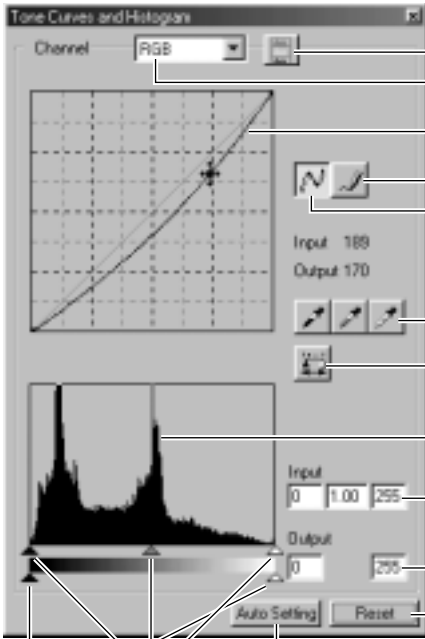 Tone Curves and Histogram
Channel RGB
Input 189
Output 170
Input
0 1.00 255
Output
0 255
Auto Setting Reset